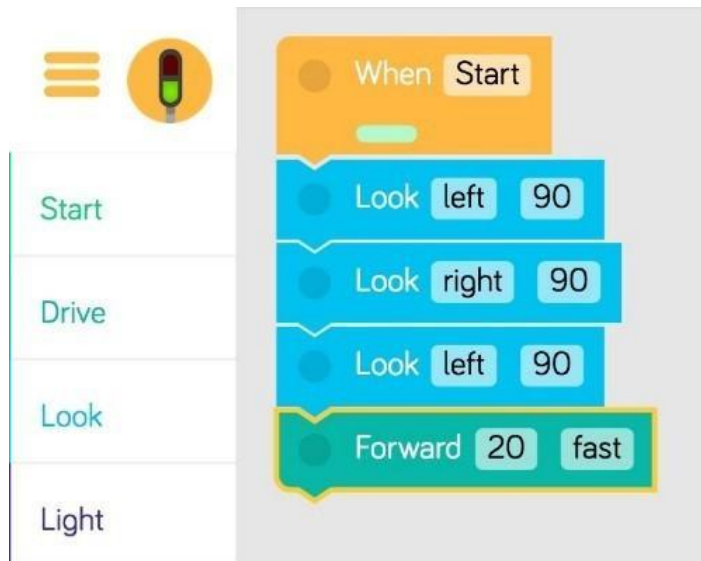 When Start
Start
Look left 90
Look right 90
Drive
Look left 90
Look
Forward 20 fast
Light